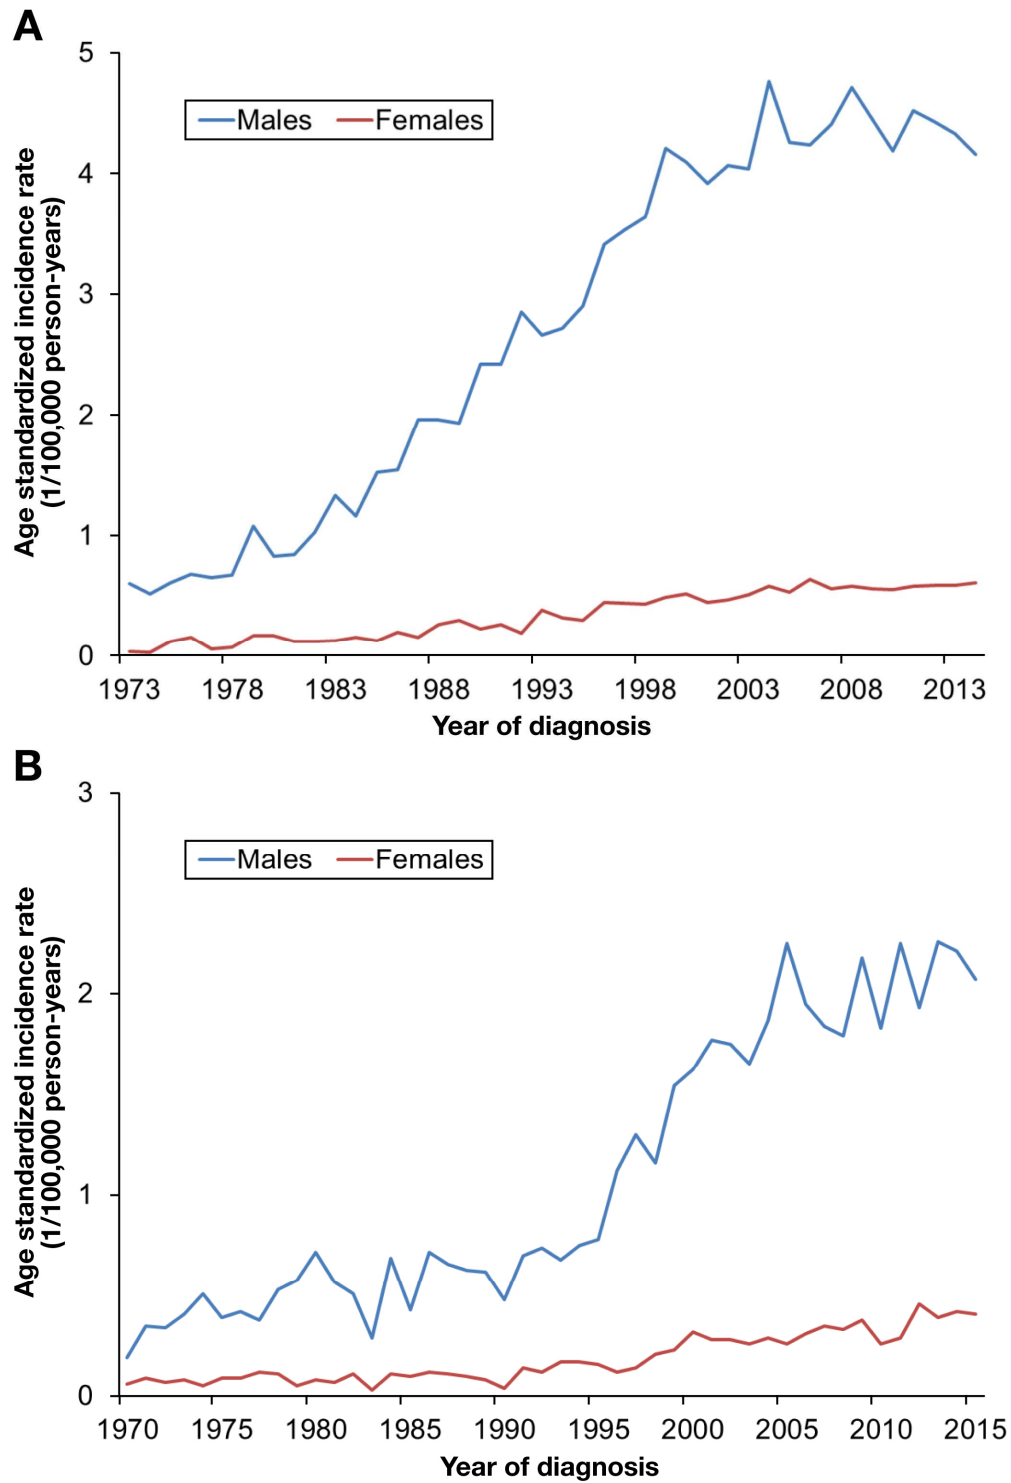 A
5
4
3
2
1
0
Males Females
Age standardized incidence rate
(1/100,000 person-years)
1973 1978 1983 1988 1993 1998 2003 2008 2013
Year of diagnosis
B
3
2
1
0
Males Females
Age standardized incidence rate
(1/100,000 person-years)
1970 1975 1980 1985 1990 1995 2000 2005 2010 2015
Year of diagnosis